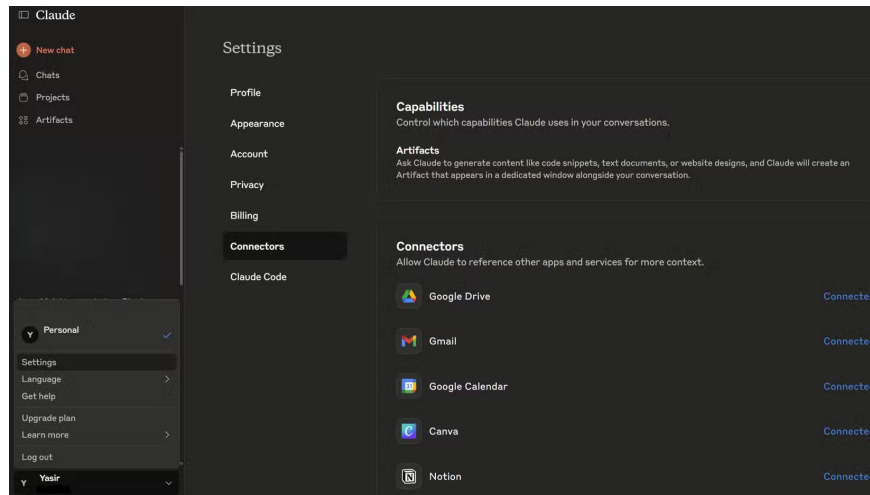 Claude
New chat
Chats
Projects
Artifacts
Y Personal
Settings
Language
Get help
Upgrade plan
Learn more
Log out
Y Yasir
Settings
Profile
Appearance
Account
Privacy
Billing
Connectors
Claude Code
Capabilities
Control which capabilities Claude uses in your conversations.
Artifacts
Ask Claude to generate content like code snippets, text documents, or website designs, and Claude will create an
Artifact that appears in a dedicated window alongside your conversation.
Connectors
Allow Claude to reference other apps and services for more context.
Google Drive Connecte
31
Gmail Connecte
Google Calendar Connecte
C Canva Connecte
N Notion Connecte